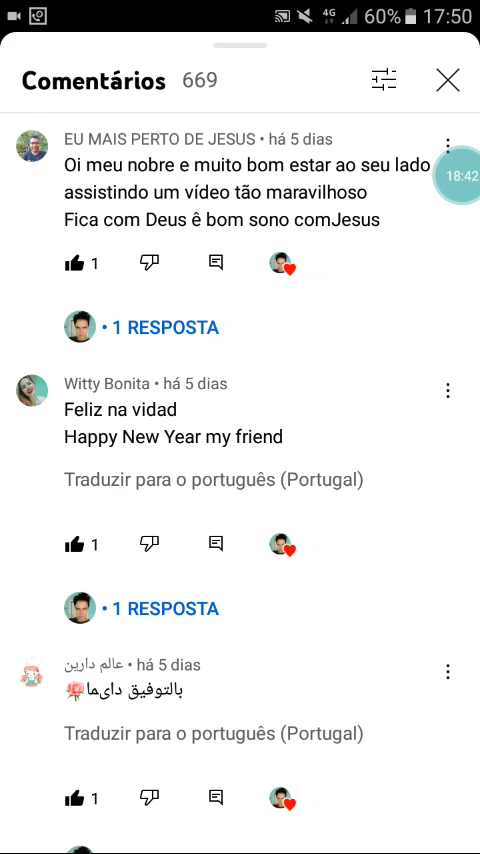 4G 60% 17:50
Comentários 669
EU MAIS PERTO DE JESUS • há 5 dias
Oi meu nobre e muito bom estar ao seu lado
assistindo um vídeo tão maravilhoso
Fica com Deus ê bom sono comJesus
18:42
1
• 1 RESPOSTA
Witty Bonita • há 5 dias
Feliz na vidad
Happy New Year my friend
Traduzir para o português (Portugal)
1
• 1 RESPOSTA
عالم دارين • há 5 dias
بالتوفيق دایما🌹
Traduzir para o português (Portugal)
1